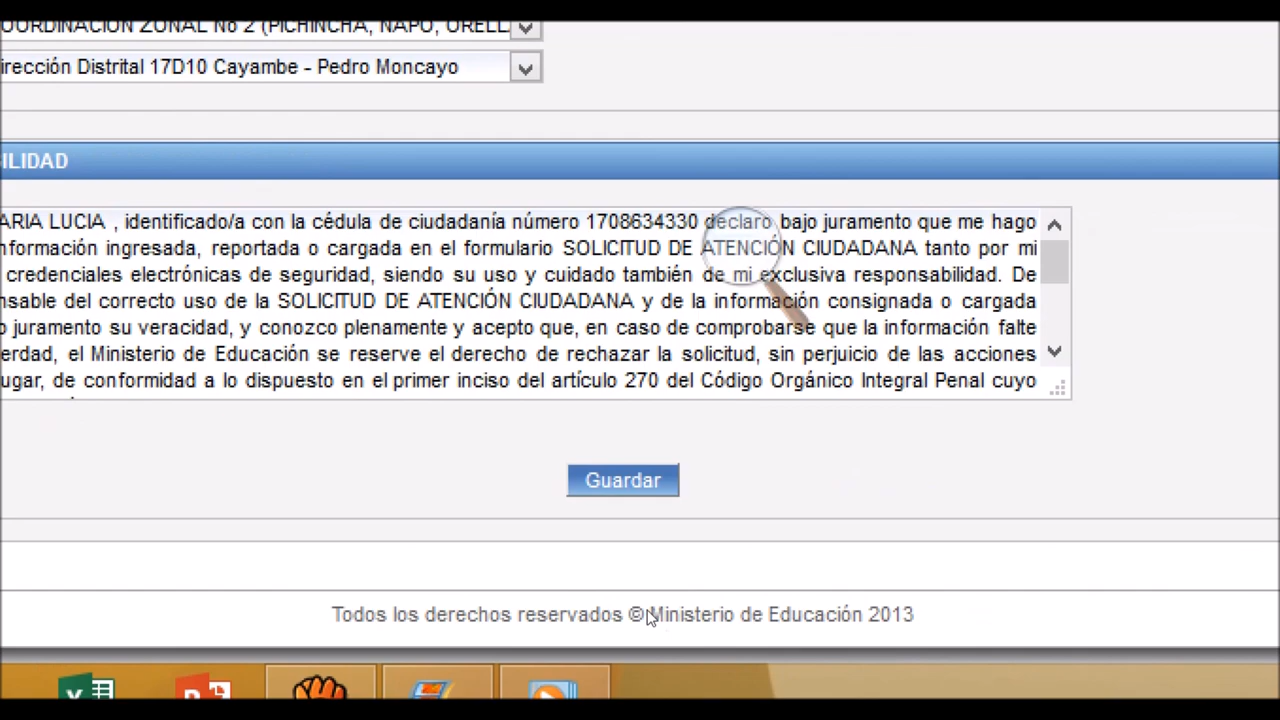 OORDINACIÓN ZONAL No 2 (PICHINCHA, NAPO, ORELL
irección Distrital 17D10 Cayambe - Pedro Moncayo
BILIDAD
ARIA LUCIA , identificado/a con la cédula de ciudadanía número 1708634330 declaro bajo juramento que me hago
nformación ingresada, reportada o cargada en el formulario SOLICITUD DE ATENCIÓN CIUDADANA tanto por mi
credenciales electrónicas de seguridad, siendo su uso y cuidado también de mi exclusiva responsabilidad. De
nsable del correcto uso de la SOLICITUD DE ATENCIÓN CIUDADANA y de la información consignada o cargada
o juramento su veracidad, y conozco plenamente y acepto que, en caso de comprobarse que la información falte
erdad, el Ministerio de Educación se reserve el derecho de rechazar la solicitud, sin perjuicio de las acciones
ugar, de conformidad a lo dispuesto en el primer inciso del artículo 270 del Código Orgánico Integral Penal cuyo
Guardar
Todos los derechos reservados © Ministerio de Educación 2013